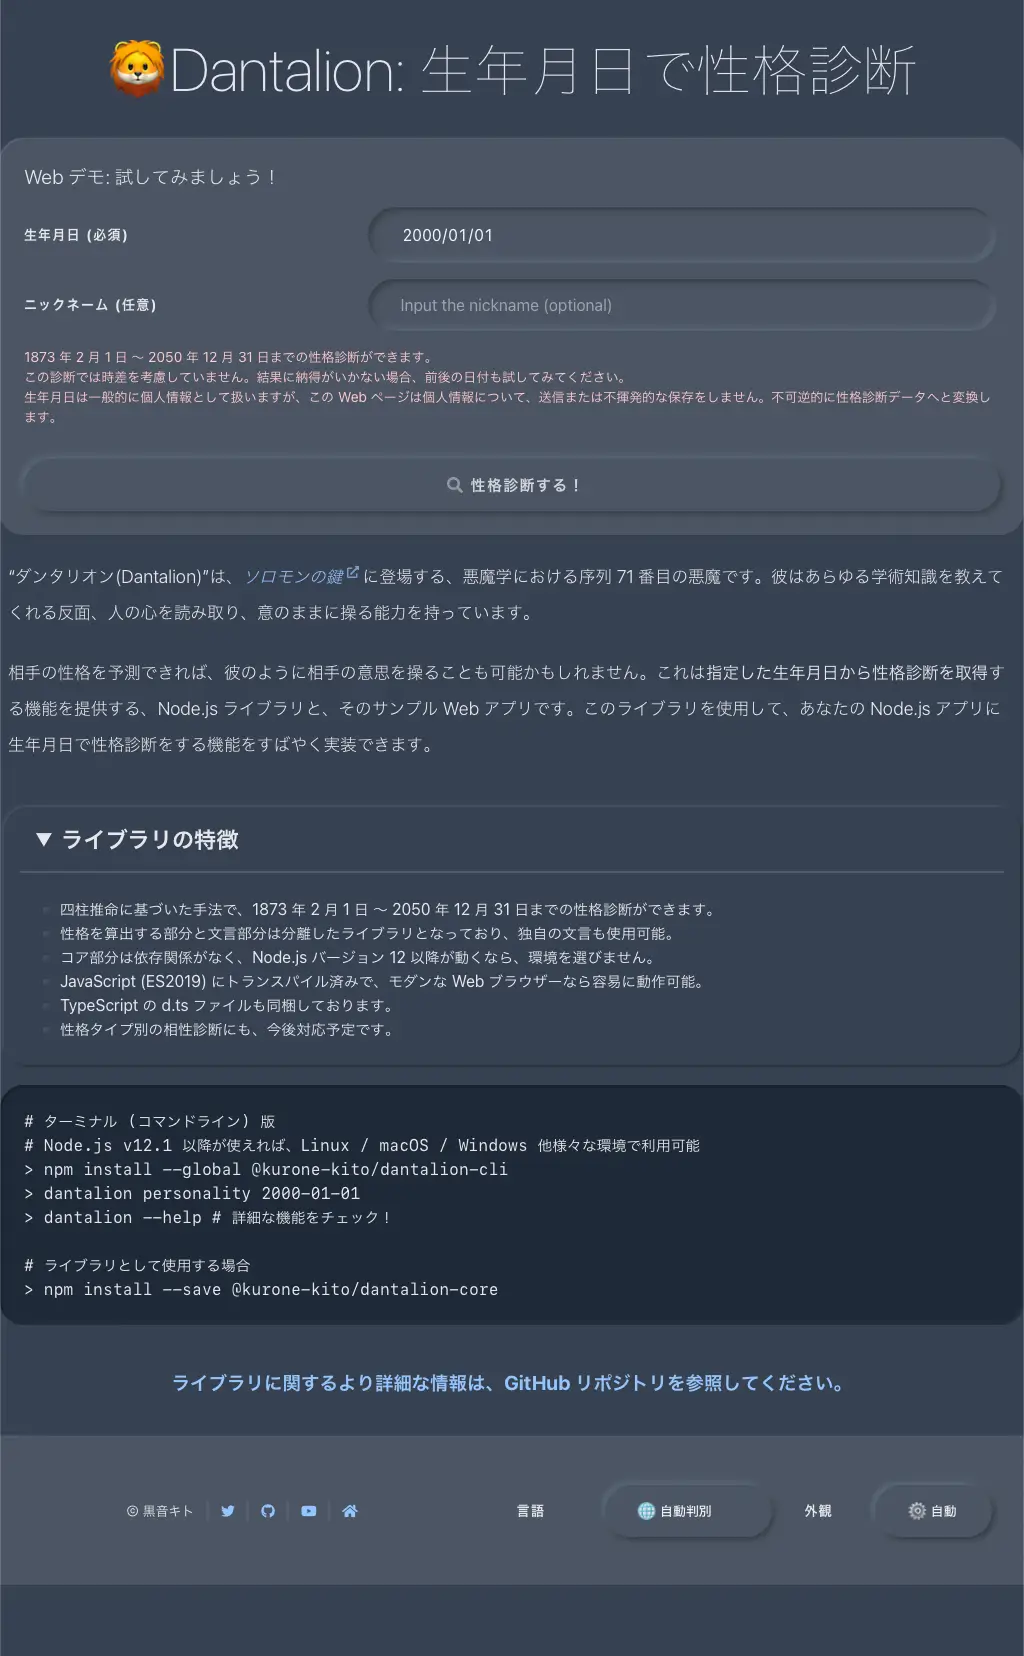 Dantalion: 生年月日で性格診断
Web デモ: 試してみましょう！
生年月日 (必須)
2000/01/01
ニックネーム (任意)
Input the nickname (optional)
1873 年 2 月 1 日 〜 2050 年 12 月 31 日までの性格診断ができます。
この診断では時差を考慮していません。結果に納得がいかない場合、前後の日付も試してみてください。
生年月日は一般的に個人情報として扱いますが、この Web ページは個人情報について、送信または不揮発的な保存をしません。不可逆的に性格診断データへと変換し
ます。
性格診断する！
“ダンタリオン(Dantalion)”は、ソロモンの鍵に登場する、悪魔学における序列 71 番目の悪魔です。彼はあらゆる学術知識を教えて
くれる反面、人の心を読み取り、意のままに操る能力を持っています。
相手の性格を予測できれば、彼のように相手の意思を操ることも可能かもしれません。これは指定した生年月日から性格診断を取得す
る機能を提供する、Node.js ライブラリと、そのサンプル Web アプリです。このライブラリを使用して、あなたの Node.js アプリに
生年月日で性格診断をする機能をすばやく実装できます。
▼ ライブラリの特徴
四柱推命に基づいた手法で、1873 年 2 月 1 日 〜 2050 年 12 月 31 日までの性格診断ができます。
性格を算出する部分と文言部分は分離したライブラリとなっており、独自の文言も使用可能。
コア部分は依存関係がなく、Node.js バージョン 12 以降が動くなら、環境を選びません。
JavaScript (ES2019) にトランスパイル済みで、モダンな Web ブラウザーなら容易に動作可能。
TypeScript の d.ts ファイルも同梱しております。
性格タイプ別の相性診断にも、今後対応予定です。
# ターミナル (コマンドライン) 版
# Node.js v12.1 以降が使えれば、Linux / macOS / Windows 他様々な環境で利用可能
> npm install --global @kurone-kito/dantalion-cli
> dantalion personality 2000-01-01
> dantalion --help # 詳細な機能をチェック！
# ライブラリとして使用する場合
> npm install --save @kurone-kito/dantalion-core
ライブラリに関するより詳細な情報は、GitHub リポジトリを参照してください。
© 黒音キト
言語
自動判別
外観
自動